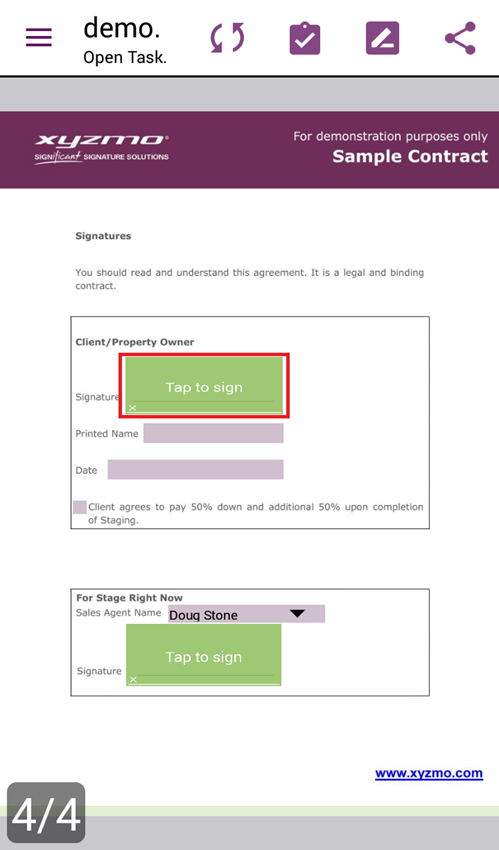 demo.
Open Task.
xyzmo®
SIGNificant SIGNATURE SOLUTIONS
For demonstration purposes only
Sample Contract
Signatures
You should read and understand this agreement. It is a legal and binding
contract.
Client/Property Owner
Tap to sign
Signature
Printed Name
Date
Client agrees to pay 50% down and additional 50% upon completion
of Staging.
For Stage Right Now
Sales Agent Name Doug Stone
Tap to sign
Signature
www.xyzmo.com
4/4